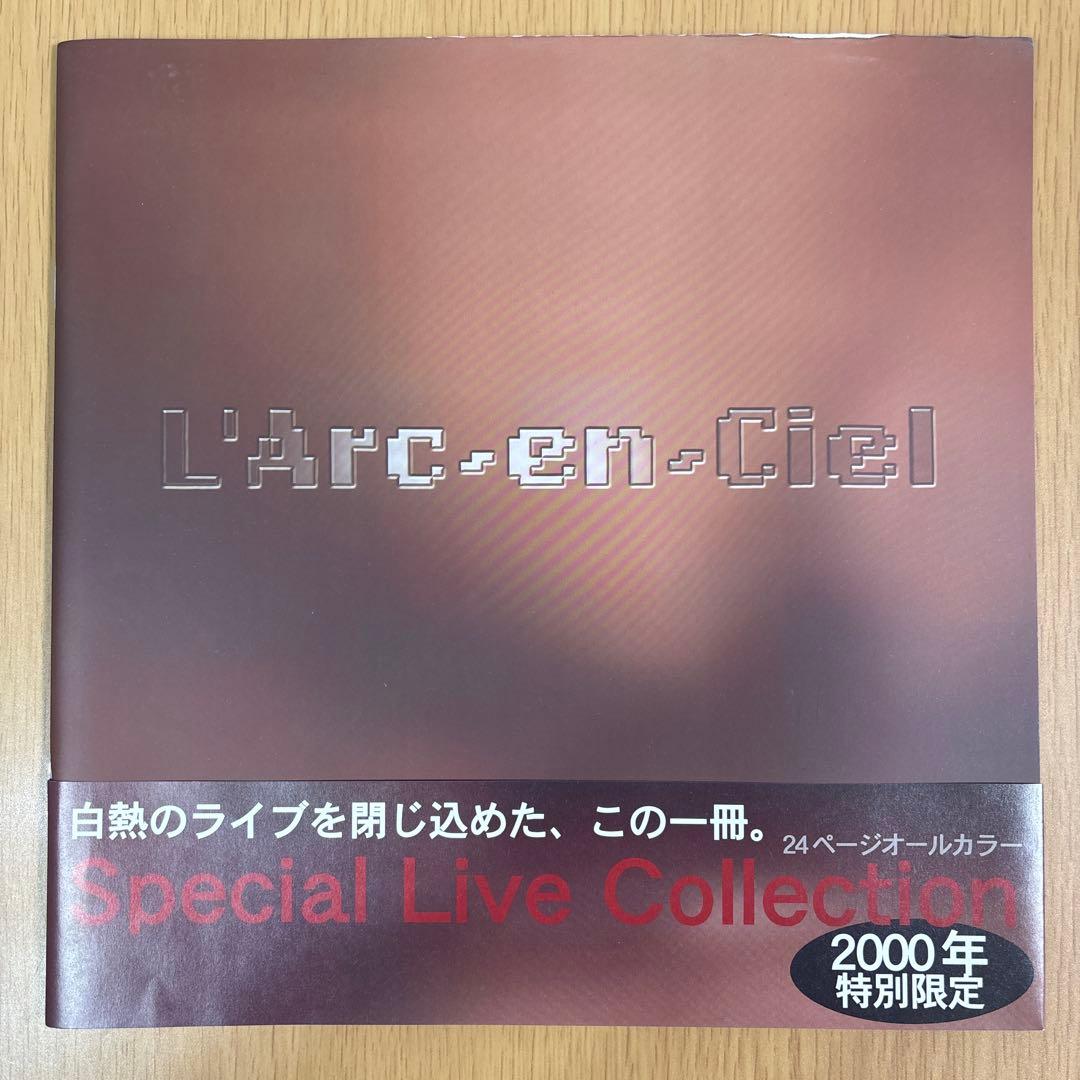 L'Arc-en-Ciel
白熱のライブを閉じ込めた、この一冊。
24ページオールカラー
Special Live Collection
2000年
特別限定